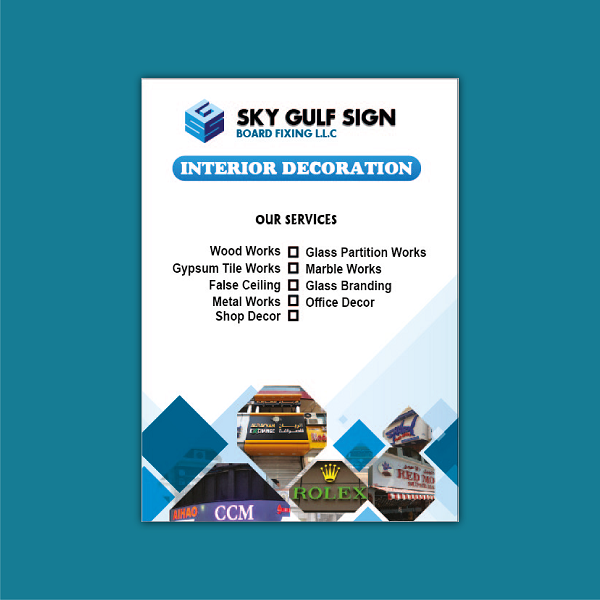 SKY GULF SIGN
BOARD FIXING L.L.C
INTERIOR DECORATION
OUR SERVICES
Wood Works
Glass Partition Works
Gypsum Tile Works
Marble Works
False Ceiling
Glass Branding
Metal Works
Office Decor
Shop Decor
EXCHANGE
ROLEX
RED
CCM